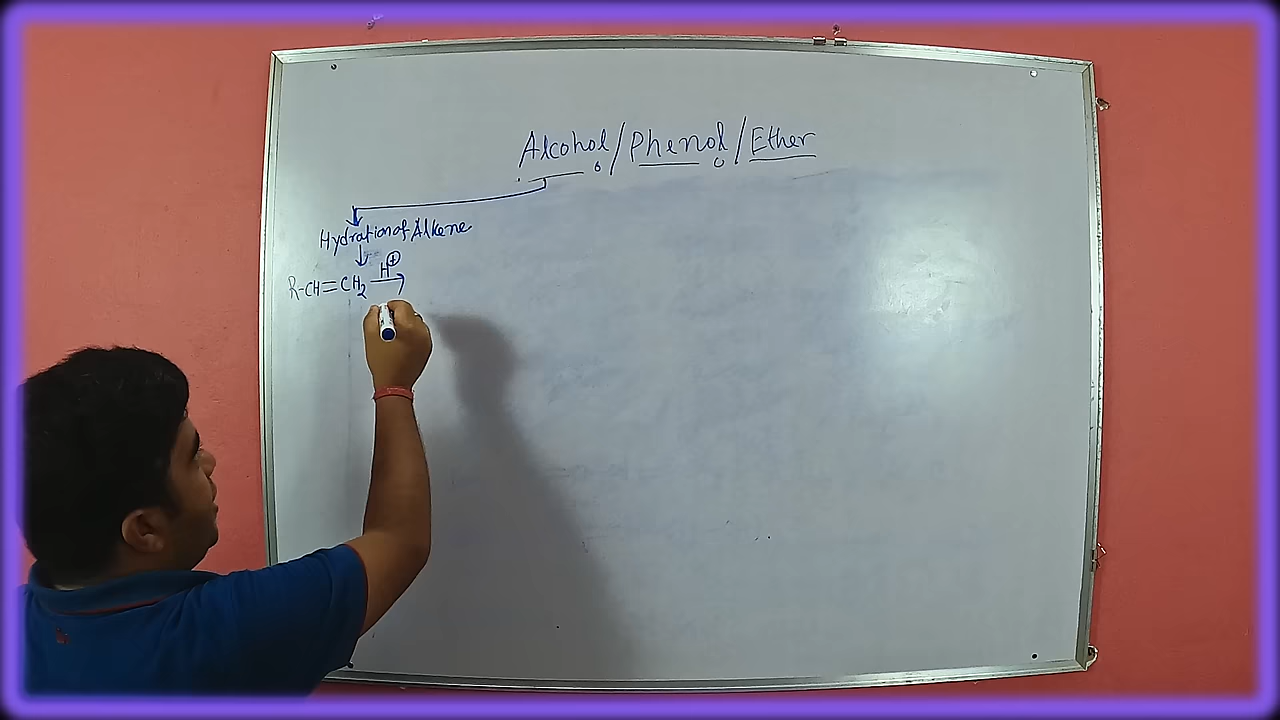 Alcohol/Phenol/Ether
Hydration of Alkene
R-CH=CH₂ H⊕ →